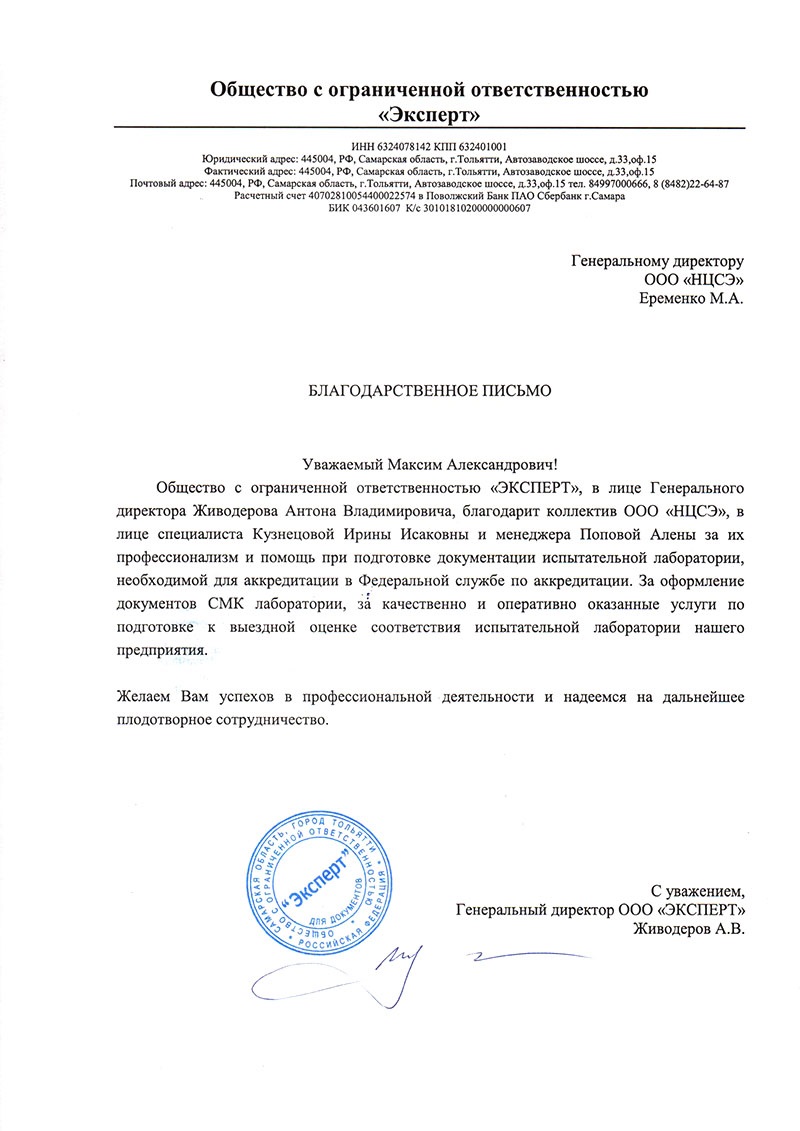 Общество с ограниченной ответственностью
«Эксперт»
ИНН 6324078142 КПП 632401001
Юридический адрес: 445004, РФ, Самарская область, г.Тольятти, Автозаводское шоссе, д.33,оф.15
Фактический адрес: 445004, РФ, Самарская область, г.Тольятти, Автозаводское шоссе, д.33,оф.15
Почтовый адрес: 445004, РФ, Самарская область, г.Тольятти, Автозаводское шоссе, д.33,оф.15 тел. 84997000666, 8 (8482)22-64-87
Расчетный счет 40702810054400022574 в Поволжский Банк ПАО Сбербанк г.Самара
БИК 043601607 К/с 30101810200000000607
Генеральному директору
ООО «НЦСЭ»
Еременко М.А.
БЛАГОДАРСТВЕННОЕ ПИСЬМО
Уважаемый Максим Александрович!
Общество с ограниченной ответственностью «ЭКСПЕРТ», в лице Генерального
директора Живодерова Антона Владимировича, благодарит коллектив ООО «НЦСЭ», в
лице специалиста Кузнецовой Ирины Исаковны и менеджера Поповой Алены за их
профессионализм и помощь при подготовке документации испытательной лаборатории,
необходимой для аккредитации в Федеральной службе по аккредитации. За оформление
документов СМК лаборатории, за качественно и оперативно оказанные услуги по
подготовке к выездной оценке соответствия испытательной лаборатории нашего
предприятия.
Желаем Вам успехов в профессиональной деятельности и надеемся на дальнейшее
плодотворное сотрудничество.
САМАРСКАЯ ОБЛАСТЬ, ГОРОД ТОЛЬЯТТИ * РОССИЙСКАЯ ФЕДЕРАЦИЯ *
ОБЩЕСТВО С ОГРАНИЧЕННОЙ ОТВЕТСТВЕННОСТЬЮ *
"Эксперт"
ДЛЯ ДОКУМЕНТОВ
С уважением,
Генеральный директор ООО «ЭКСПЕРТ»
Живодеров А.В.